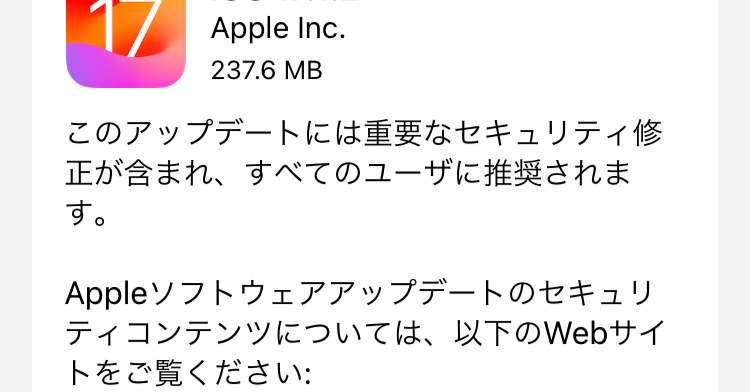 17
Apple Inc.
237.6 MB
このアップデートには重要なセキュリティ修
正が含まれ、すべてのユーザに推奨されま
す。
Appleソフトウェアアップデートのセキュリ
ティコンテンツについては、以下のWebサイ
トをご覧ください: